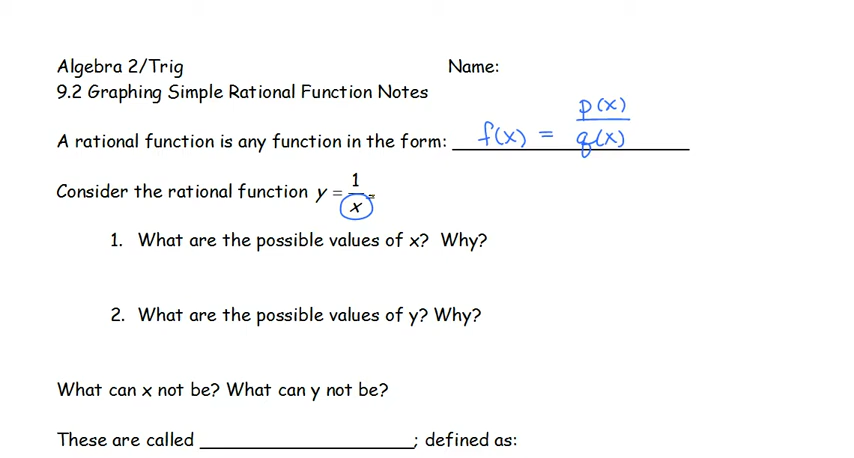 Algebra 2/Trig Name:
9.2 Graphing Simple Rational Function Notes
A rational function is any function in the form: f(x) = p(x)/q(x)
Consider the rational function y = 1/x
1. What are the possible values of x? Why?
2. What are the possible values of y? Why?
What can x not be? What can y not be?
These are called ____________________; defined as: